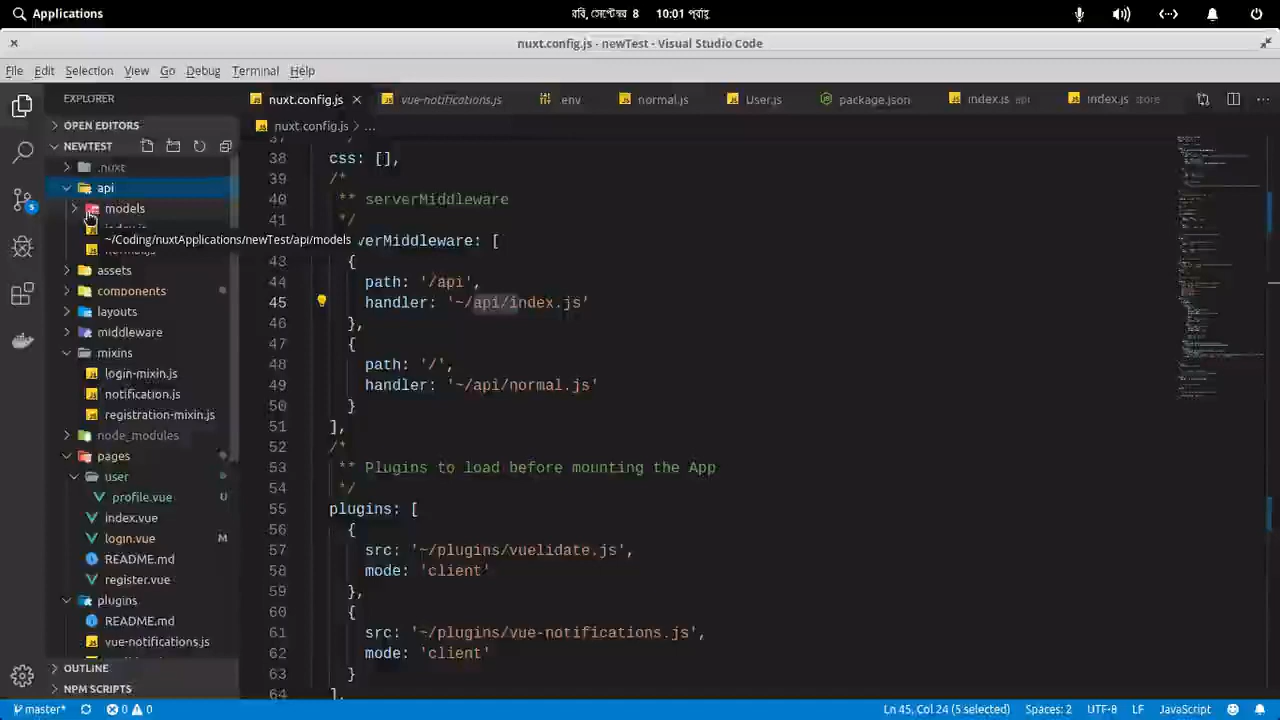 Applications
রবি, সেপ্টেম্বর 8 10:01 পূর্বাহ্ণ
nuxt.config.js - newTest - Visual Studio Code
File Edit Selection View Go Debug Terminal Help
EXPLORER
nuxt.config.js vue-notifications.js env normal.js User.js package.json index.js api index.js store
OPEN EDITORS
nuxt.config.js > ...
NEWTEST
.nuxt
api
models
index.js
~/Coding/nuxtApplications/newTest/api/models
normal.js
assets
components
layouts
middleware
mixins
login-mixin.js
notification.js
registration-mixin.js
node_modules
pages
user
profile.vue U
index.vue
login.vue M
README.md
register.vue
plugins
README.md
vue-notifications.js
OUTLINE
NPM SCRIPTS
38 css: [],
39 /*
40 ** serverMiddleware
41 */
verMiddleware: [
43 {
44 path: '/api',
45 handler: '~/api/index.js'
46 },
47 {
48 path: '/',
49 handler: '~/api/normal.js'
50 }
51 ],
52 /*
53 ** Plugins to load before mounting the App
54 */
55 plugins: [
56 {
57 src: '~/plugins/vuelidate.js',
58 mode: 'client'
59 },
60 {
61 src: '~/plugins/vue-notifications.js',
62 mode: 'client'
63 }
64 ],
master* 0 0 Ln 45, Col 24 (5 selected) Spaces: 2 UTF-8 LF JavaScript